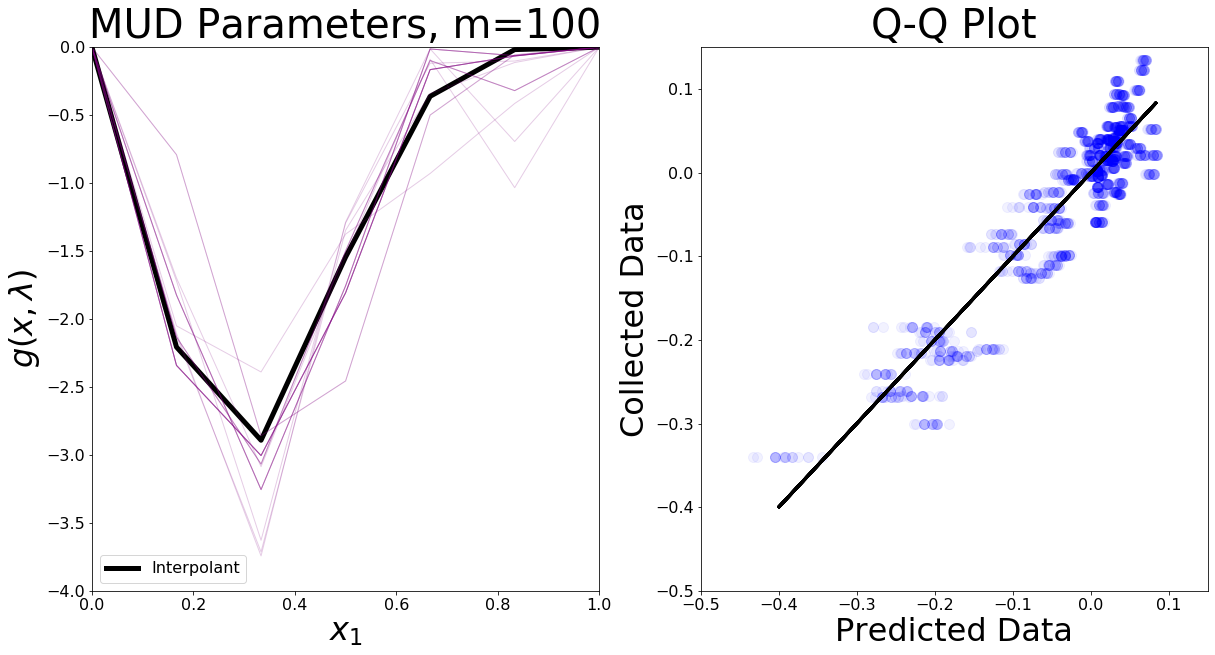 MUD Parameters, m=100
0.0
−0.5
−1.0
−1.5
−2.0
−2.5
−3.0
−3.5
−4.0
g(x, λ)
Interpolant
0.0 0.2 0.4 0.6 0.8 1.0
x₁
Q-Q Plot
0.1
0.0
−0.1
−0.2
−0.3
−0.4
−0.5
Collected Data
−0.5 −0.4 −0.3 −0.2 −0.1 0.0 0.1
Predicted Data